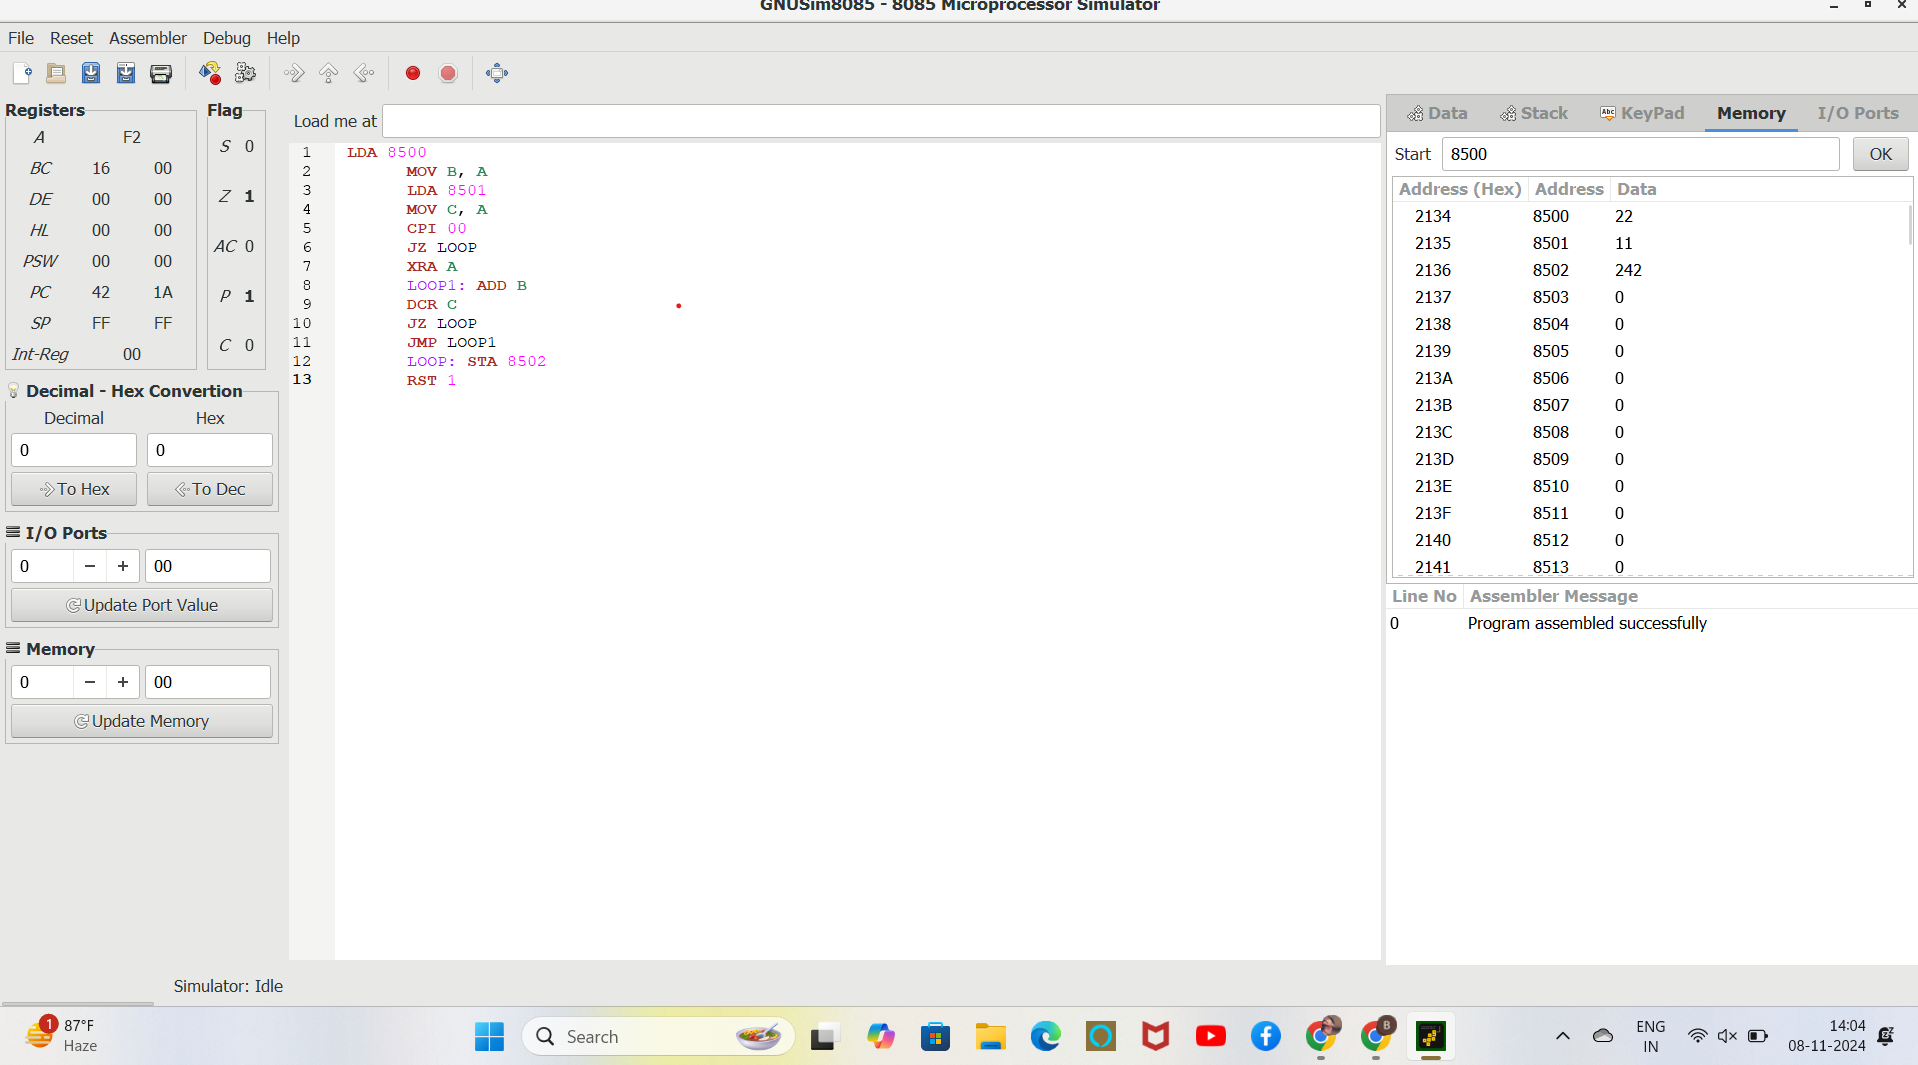 GNUSim8085 - 8085 Microprocessor Simulator
File Reset Assembler Debug Help
Registers
A F2
BC 16 00
DE 00 00
HL 00 00
PSW 00 00
PC 42 1A
SP FF FF
Int-Reg 00
Flag
S 0
Z 1
AC 0
P 1
C 0
Decimal - Hex Convertion
Decimal Hex
0 0
To Hex To Dec
I/O Ports
0 − + 00
Update Port Value
Memory
0 − + 00
Update Memory
Load me at
1 LDA 8500
2 MOV B, A
3 LDA 8501
4 MOV C, A
5 CPI 00
6 JZ LOOP
7 XRA A
8 LOOP1: ADD B
9 DCR C
10 JZ LOOP
11 JMP LOOP1
12 LOOP: STA 8502
13 RST 1
Data Stack Abc KeyPad Memory I/O Ports
Start 8500 OK
Address (Hex) Address Data
2134 8500 22
2135 8501 11
2136 8502 242
2137 8503 0
2138 8504 0
2139 8505 0
213A 8506 0
213B 8507 0
213C 8508 0
213D 8509 0
213E 8510 0
213F 8511 0
2140 8512 0
2141 8513 0
Line No Assembler Message
0 Program assembled successfully
Simulator: Idle
1 87°F
Haze
Search
B
ENG
IN
14:04
08-11-2024